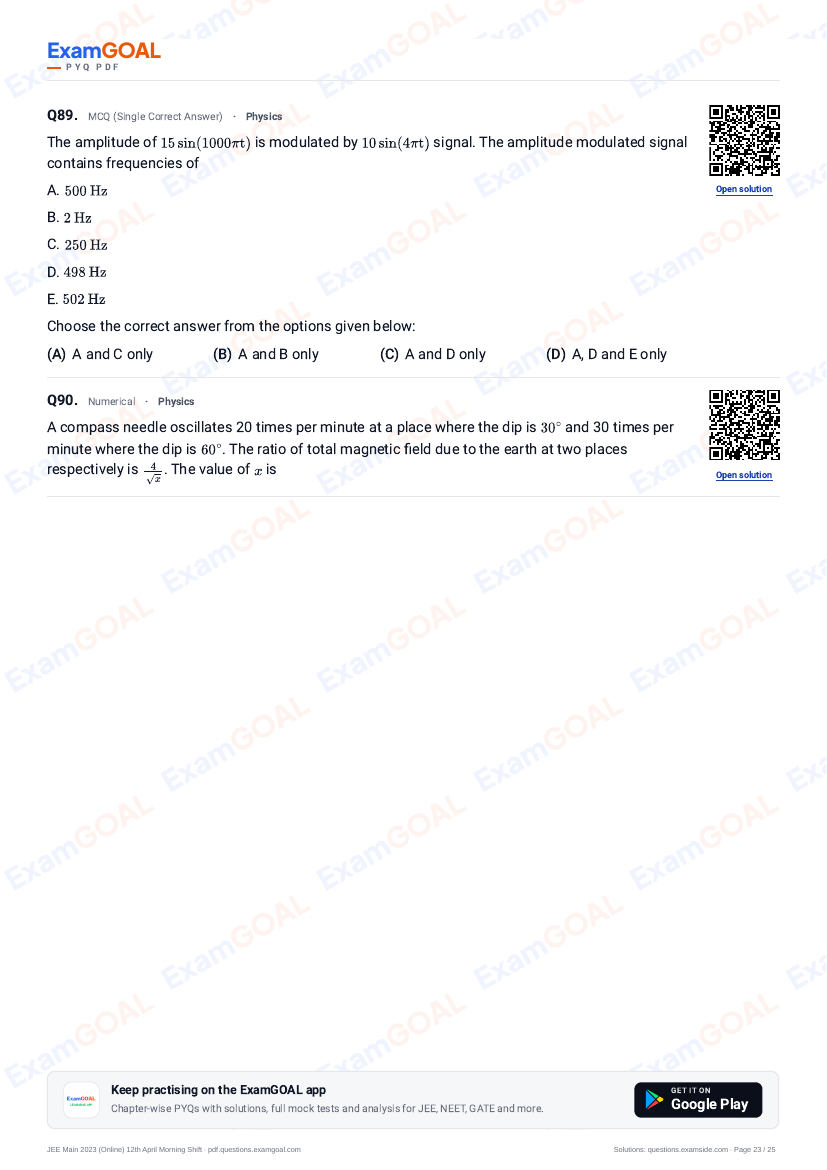 ExamGOAL
PYQ PDF
Q89. MCQ (Single Correct Answer) · Physics
The amplitude of 15 sin(1000πt) is modulated by 10 sin(4πt) signal. The amplitude modulated signal
contains frequencies of
Open solution
A. 500 Hz
B. 2 Hz
C. 250 Hz
D. 498 Hz
E. 502 Hz
Choose the correct answer from the options given below:
(A) A and C only (B) A and B only (C) A and D only (D) A, D and E only
Q90. Numerical · Physics
A compass needle oscillates 20 times per minute at a place where the dip is 30° and 30 times per
minute where the dip is 60°. The ratio of total magnetic field due to the earth at two places
respectively is 4/√x. The value of x is
Open solution
Keep practising on the ExamGOAL app
Chapter-wise PYQs with solutions, full mock tests and analysis for JEE, NEET, GATE and more.
GET IT ON
Google Play
JEE Main 2023 (Online) 12th April Morning Shift · pdf.questions.examgoal.com
Solutions: questions.examside.com · Page 23 / 25